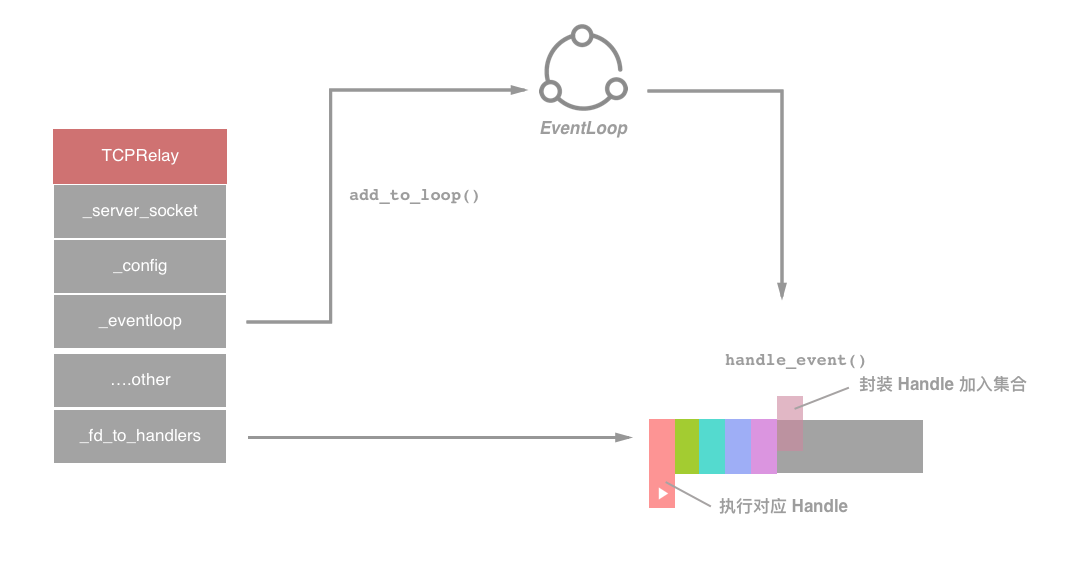 EventLoop
TCPRelay
_server_socket
add_to_loop()
_config
_eventloop
….other
_fd_to_handlers
handle_event()
封装 Handle 加入集合
执行对应 Handle